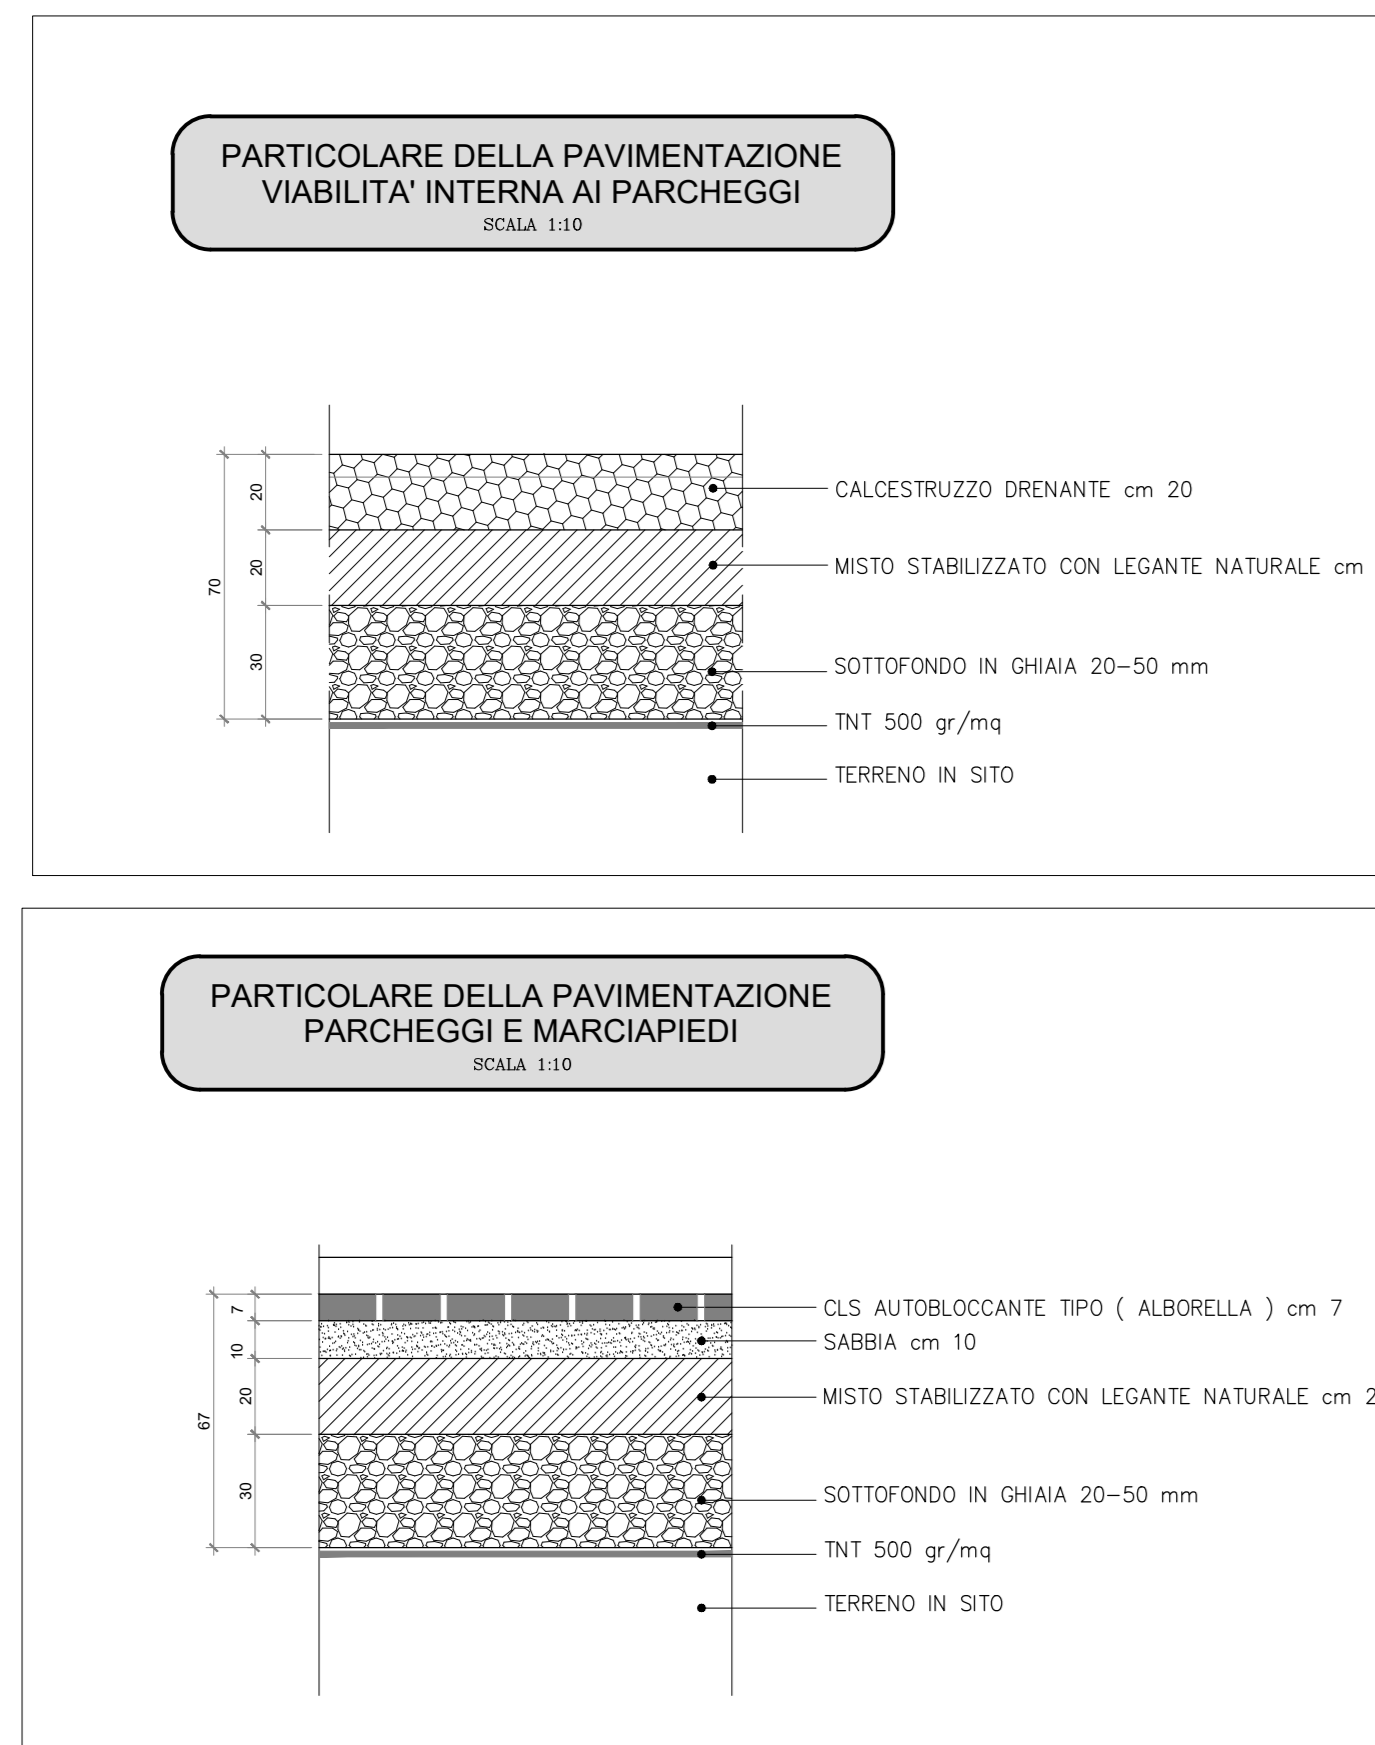 PARTICOLARE DELLA PAVIMENTAZIONE
VIABILITA' INTERNA AI PARCHEGGI
SCALA 1:10
20
20
70
30
CALCESTRUZZO DRENANTE cm 20
MISTO STABILIZZATO CON LEGANTE NATURALE cm
SOTTOFONDO IN GHIAIA 20-50 mm
TNT 500 gr/mq
TERRENO IN SITO
PARTICOLARE DELLA PAVIMENTAZIONE
PARCHEGGI E MARCIAPIEDI
SCALA 1:10
7
10
20
67
30
CLS AUTOBLOCCANTE TIPO ( ALBORELLA ) cm 7
SABBIA cm 10
MISTO STABILIZZATO CON LEGANTE NATURALE cm 2
SOTTOFONDO IN GHIAIA 20-50 mm
TNT 500 gr/mq
TERRENO IN SITO